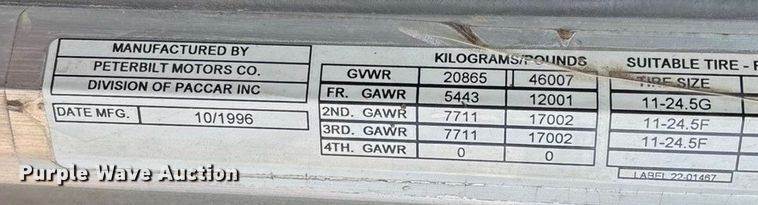 MANUFACTURED BY
PETERBILT MOTORS CO.
DIVISION OF PACCAR INC
DATE MFG. 10/1996
KILOGRAMS/POUNDS SUITABLE TIRE -
GVWR 20865 46007 TIRE SIZE
FR. GAWR 5443 12001 11-24.5G
2ND. GAWR 7711 17002 11-24.5F
3RD. GAWR 7711 17002 11-24.5F
4TH. GAWR 0 0
LABEL 22-01467
Purple Wave Auction